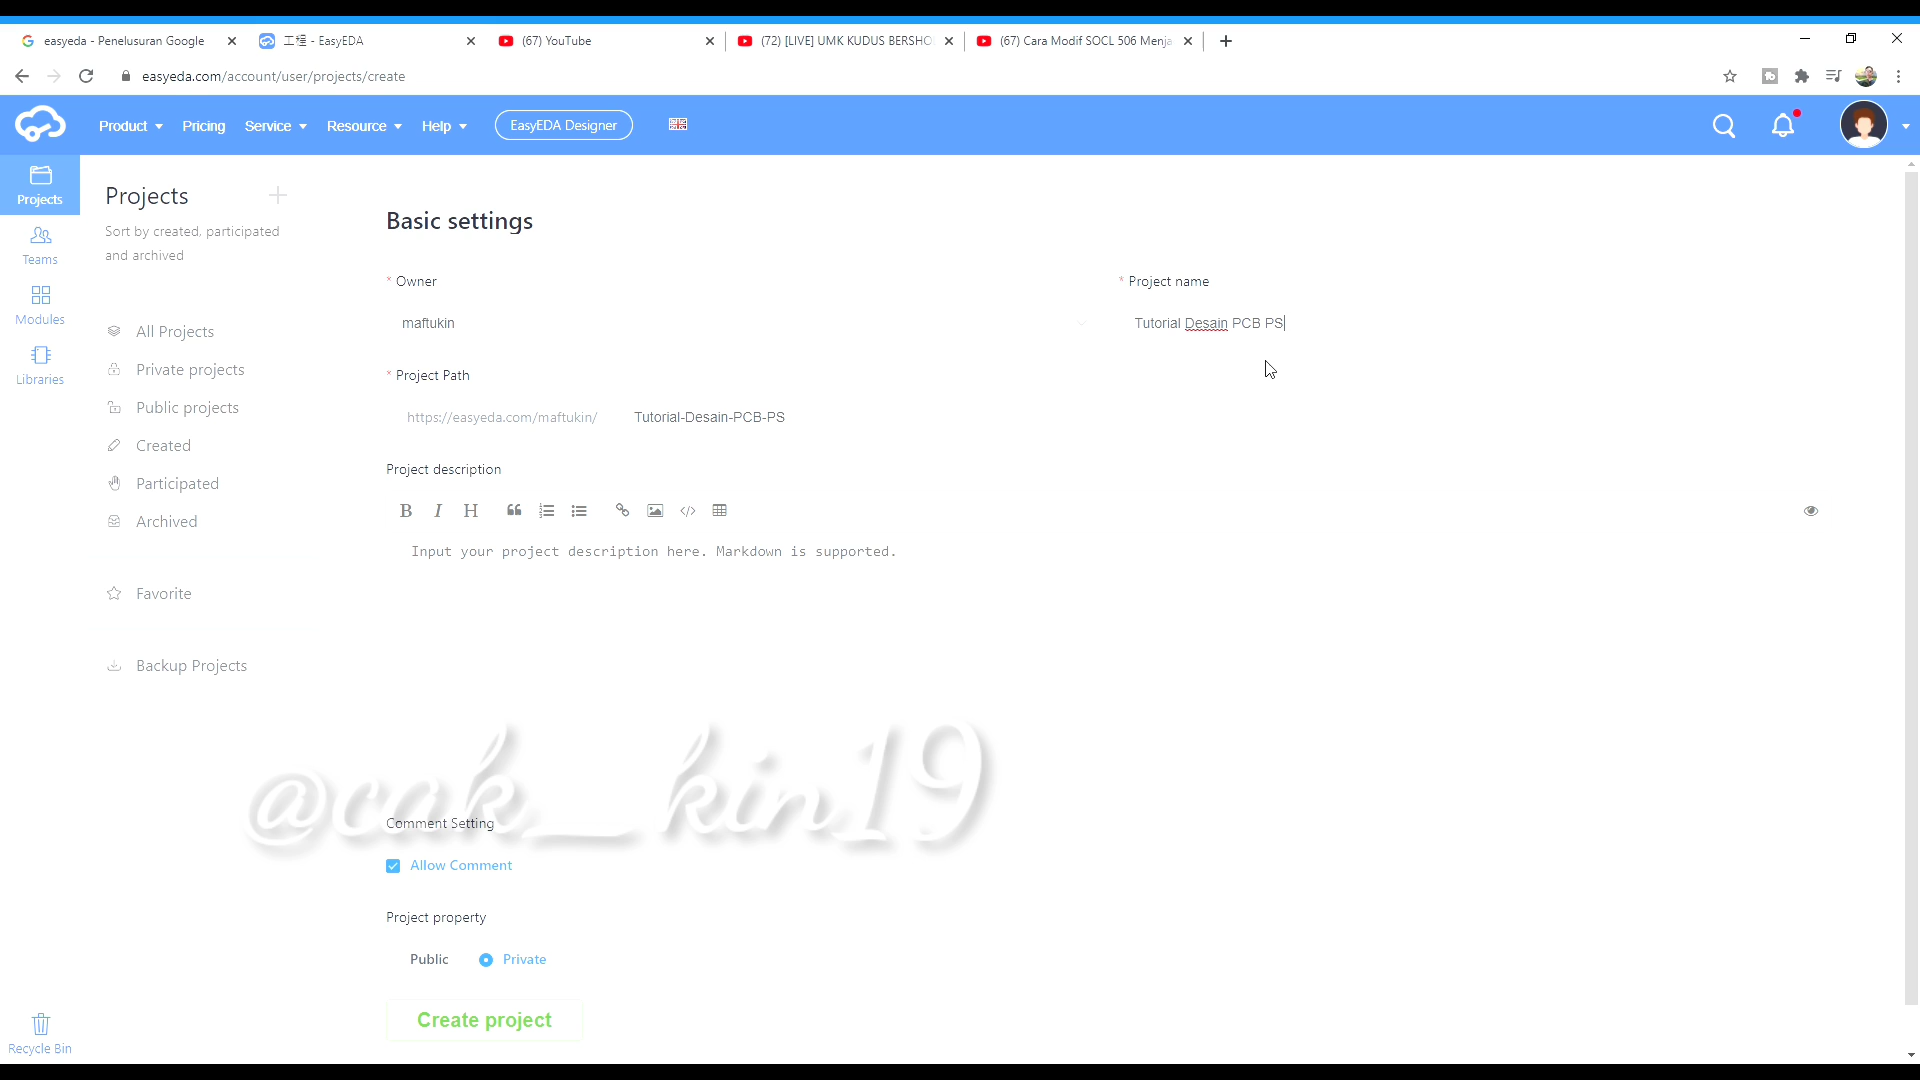 easyeda - Penelusuran Google
工程 - EasyEDA
(67) YouTube
(72) [LIVE] UMK KUDUS BERSHO
(67) Cara Modif SOCL 506 Menja
easyeda.com/account/user/projects/create
Product
Pricing
Service
Resource
Help
EasyEDA Designer
Projects
Teams
Modules
Libraries
Recycle Bin
Projects
Sort by created, participated
and archived
All Projects
Private projects
Public projects
Created
Participated
Archived
Favorite
Backup Projects
Basic settings
* Owner
maftukin
* Project name
Tutorial Desain PCB PS
* Project Path
https://easyeda.com/maftukin/
Tutorial-Desain-PCB-PS
Project description
B I H
Input your project description here. Markdown is supported.
@cak__kin19
Comment Setting
Allow Comment
Project property
Public
Private
Create project